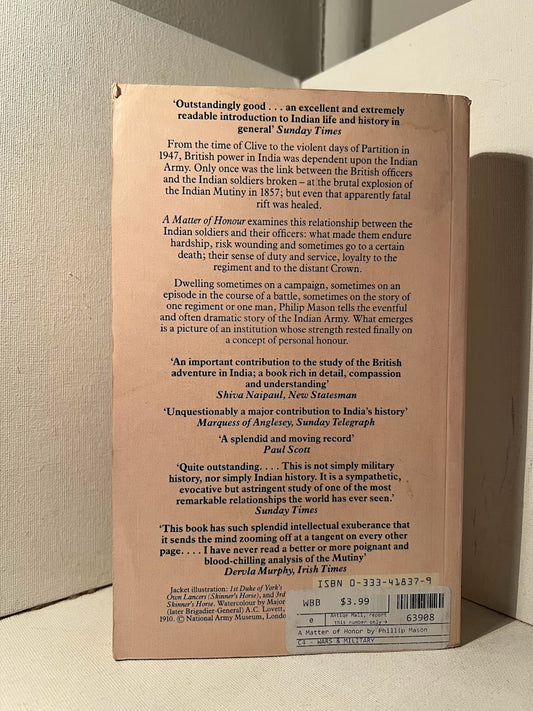 ‘Outstandingly good . . . an excellent and extremely
readable introduction to Indian life and history in
general’ Sunday Times
From the time of Clive to the violent days of Partition in
1947, British power in India was dependent upon the Indian
Army. Only once was the link between the British officers
and the Indian soldiers broken – at the brutal explosion of
the Indian Mutiny in 1857; but even that apparently fatal
rift was healed.
A Matter of Honour examines this relationship between the
Indian soldiers and their officers: what made them endure
hardship, risk wounding and sometimes go to a certain
death; their sense of duty and service, loyalty to the
regiment and to the distant Crown.
Dwelling sometimes on a campaign, sometimes on an
episode in the course of a battle, sometimes on the story of
one regiment or one man, Philip Mason tells the eventful
and often dramatic story of the Indian Army. What emerges
is a picture of an institution whose strength rested finally on
a concept of personal honour.
‘An important contribution to the study of the British
adventure in India; a book rich in detail, compassion
and understanding’
Shiva Naipaul, New Statesman
‘Unquestionably a major contribution to India’s history’
Marquess of Anglesey, Sunday Telegraph
‘A splendid and moving record’
Paul Scott
‘Quite outstanding. . . . This is not simply military
history, nor simply Indian history. It is a sympathetic,
evocative but astringent study of one of the most
remarkable relationships the world has ever seen.’
Sunday Times
‘This book has such splendid intellectual exuberance that
it sends the mind zooming off at a tangent on every other
page. . . . I have never read a better or more poignant and
blood-chilling analysis of the Mutiny’
Dervla Murphy, Irish Times
Jacket illustration: 1st Duke of York’s
Own Lancers (Skinner’s Horse), and 3rd
Skinner’s Horse. Watercolour by Major
(later Brigadier-General) A.C. Lovett,
1910. © National Army Museum, London
ISBN 0-333-41837-9
WBB $3.99
0 Antique Mall, report
this number only→ 63908
A Matter of Honor by Phillip Mason
C4 - WARS & MILITARY